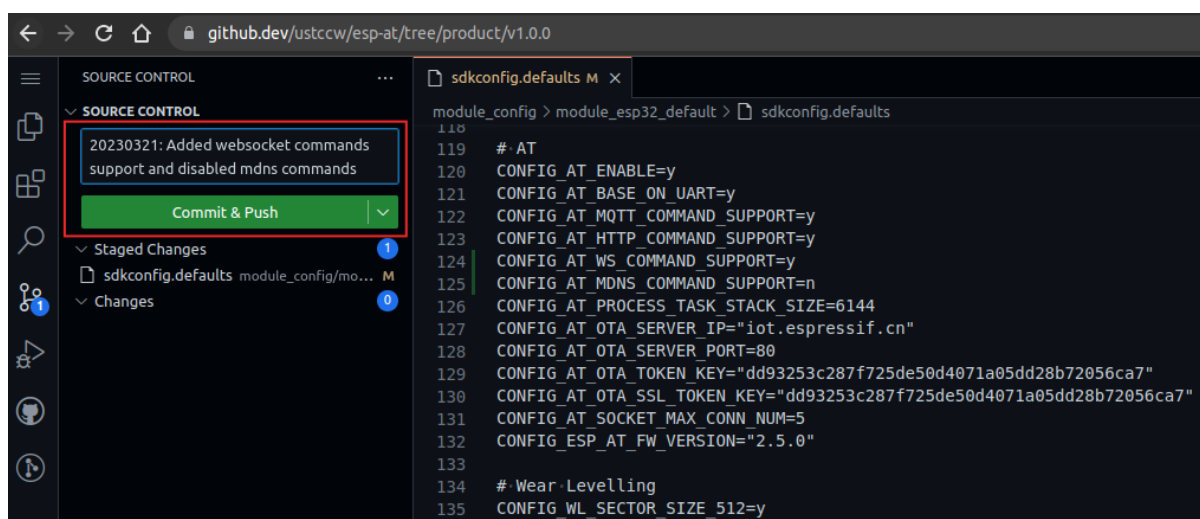 github.dev/ustccw/esp-at/tree/product/v1.0.0
SOURCE CONTROL
SOURCE CONTROL
20230321: Added websocket commands
support and disabled mdns commands
Commit & Push
Staged Changes 1
sdkconfig.defaults module_config/mo... M
Changes 0
1
sdkconfig.defaults M
module_config > module_esp32_default > sdkconfig.defaults
118
119 # AT
120 CONFIG_AT_ENABLE=y
121 CONFIG_AT_BASE_ON_UART=y
122 CONFIG_AT_MQTT_COMMAND_SUPPORT=y
123 CONFIG_AT_HTTP_COMMAND_SUPPORT=y
124 CONFIG_AT_WS_COMMAND_SUPPORT=y
125 CONFIG_AT_MDNS_COMMAND_SUPPORT=n
126 CONFIG_AT_PROCESS_TASK_STACK_SIZE=6144
127 CONFIG_AT_OTA_SERVER_IP="iot.espressif.cn"
128 CONFIG_AT_OTA_SERVER_PORT=80
129 CONFIG_AT_OTA_TOKEN_KEY="dd93253c287f725de50d4071a05dd28b72056ca7"
130 CONFIG_AT_OTA_SSL_TOKEN_KEY="dd93253c287f725de50d4071a05dd28b72056ca7"
131 CONFIG_AT_SOCKET_MAX_CONN_NUM=5
132 CONFIG_ESP_AT_FW_VERSION="2.5.0"
133
134 # Wear Levelling
135 CONFIG_WL_SECTOR_SIZE_512=y